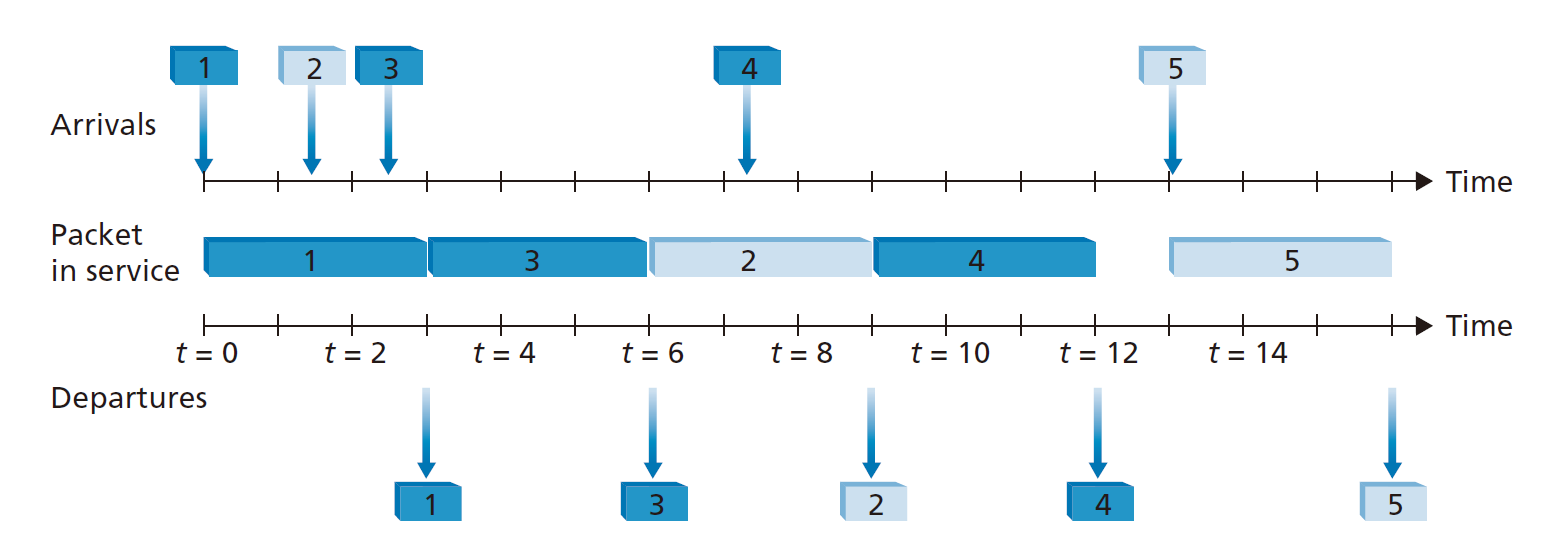 1 2 3 4 5
Arrivals
Time
Packet
in service
1 3 2 4 5
Time
t = 0 t = 2 t = 4 t = 6 t = 8 t = 10 t = 12 t = 14
Departures
1 3 2 4 5